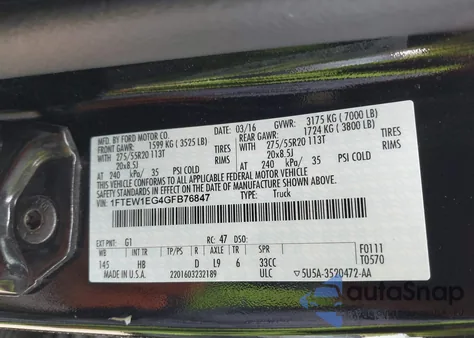 MFD. BY FORD MOTOR CO.
DATE: 03/16 GVWR: 3175 KG ( 7000 LB)
FRONT GAWR: 1599 KG ( 3525 LB) REAR GAWR: 1724 KG ( 3800 LB)
275/55R20 113T TIRES 275/55R20 113T TIRES
20x8.5J RIMS 20x8.5J RIMS
AT 240 kPa/ 35 PSI COLD AT 240 kPa/ 35 PSI COLD
THIS VEHICLE CONFORMS TO ALL APPLICABLE FEDERAL MOTOR VEHICLE
SAFETY STANDARDS IN EFFECT ON THE DATE OF MANUFACTURE SHOWN ABOVE.
VIN: 1FTEW1EG4GFB76847 TYPE: Truck
EXT PNT: G1 RC: 47 DSO: F0111
WB INT TR TP/PS R AXLE TR SPR T0570
145 HB D L9 6 33CC
MADE IN U.S.A. 2201603232189 ULC 5U5A-3520472-AA
autoSnap